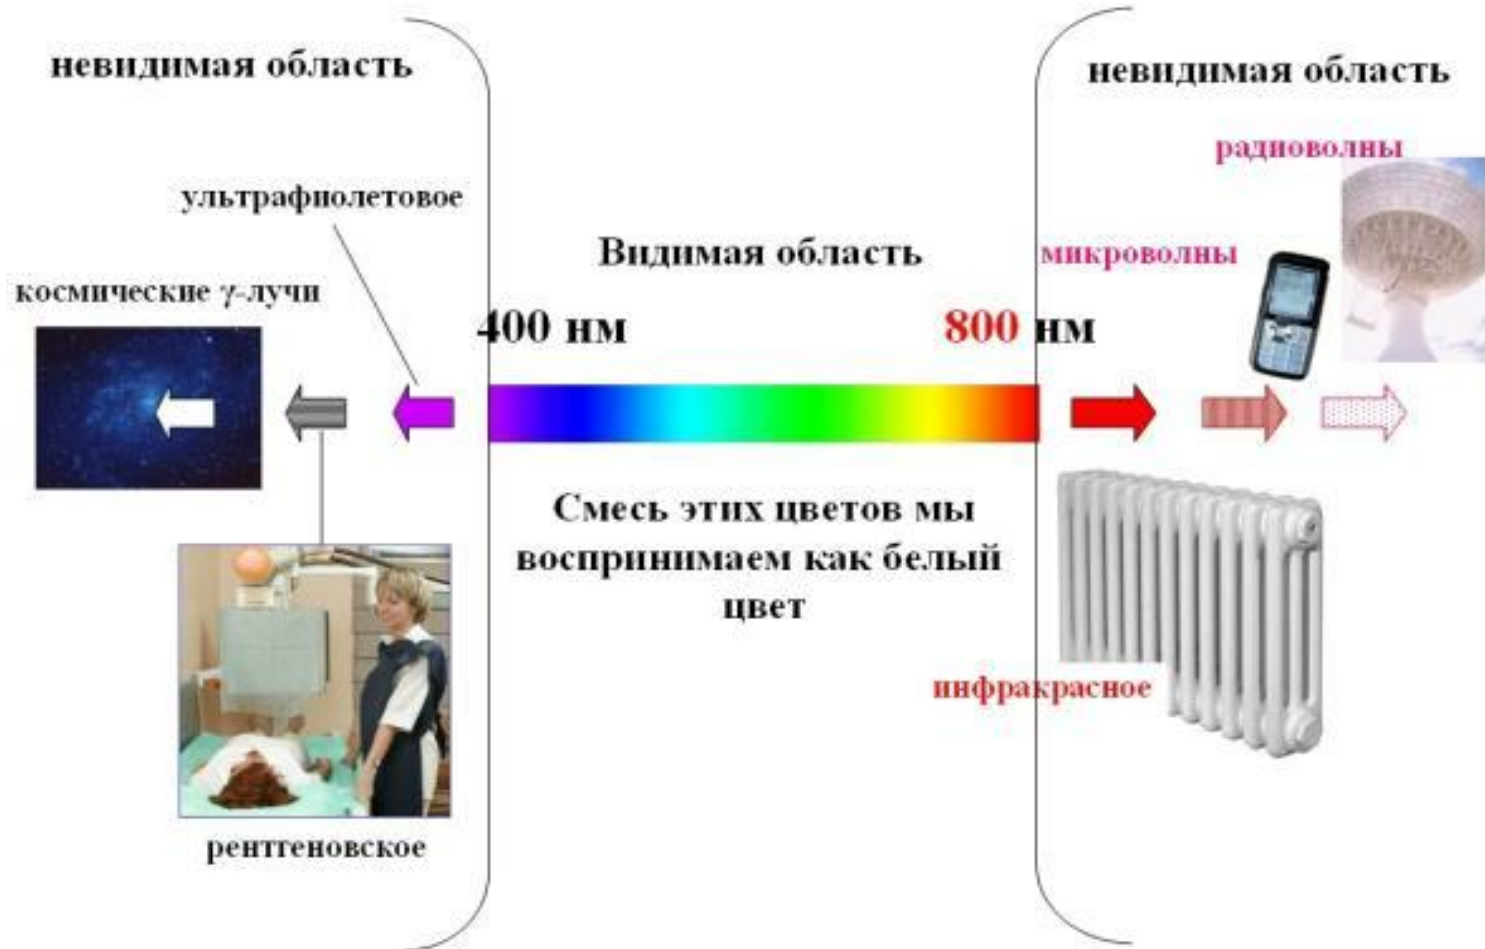 невидимая область
невидимая область
радиоволны
ультрафиолетовое
Видимая область
микроволны
космические γ-лучи
400 нм
800 нм
Смесь этих цветов мы
воспринимаем как белый
цвет
инфракрасное
рентгеновское